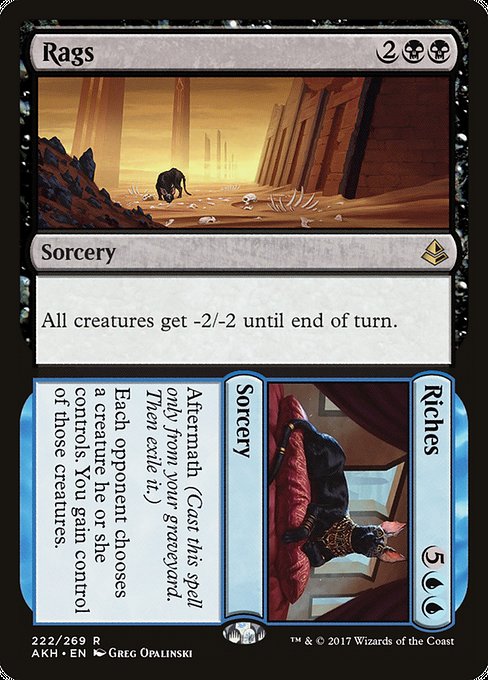 Rags
2
Sorcery
All creatures get -2/-2 until end of turn.
Riches
5
Sorcery
Aftermath (Cast this spell
only from your graveyard.
Then exile it.)
Each opponent chooses
a creature he or she
controls. You gain control
of those creatures.
222/269 R
AKH • EN Greg Opalinski
™ & © 2017 Wizards of the Coast